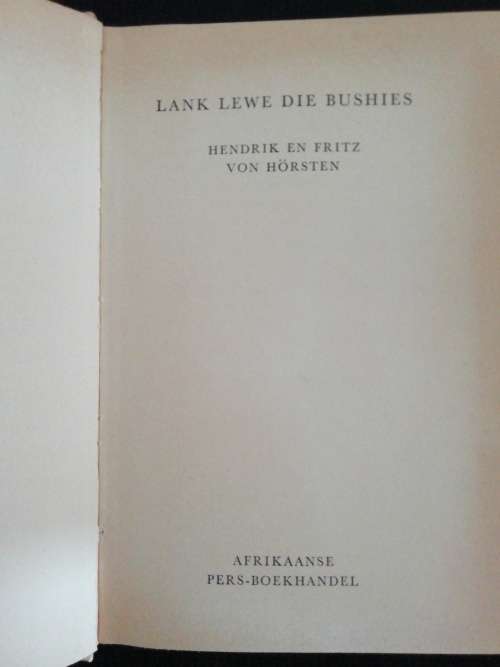 LANK LEWE DIE BUSHIES
HENDRIK EN FRITZ
VON HÖRSTEN
AFRIKAANSE
PERS-BOEKHANDEL